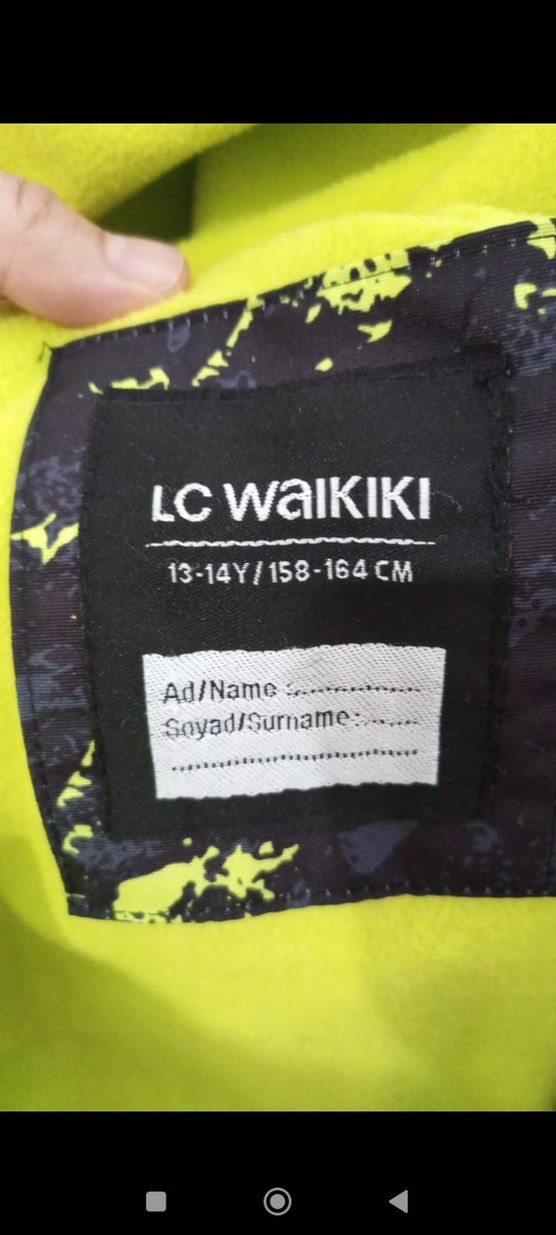 LC WAIKIKI
13-14Y/158-164 CM
Ad/Name :................
Soyad/Surname:.......
................................